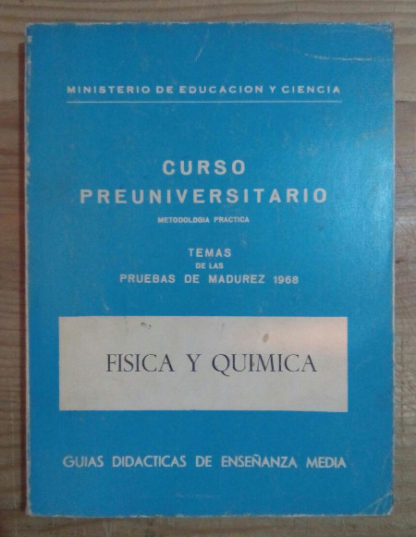 MINISTERIO DE EDUCACION Y CIENCIA
CURSO
PREUNIVERSITARIO
METODOLOGIA PRACTICA
TEMAS
DE LAS
PRUEBAS DE MADUREZ 1968
FISICA Y QUIMICA
GUIAS DIDACTICAS DE ENSEÑANZA MEDIA